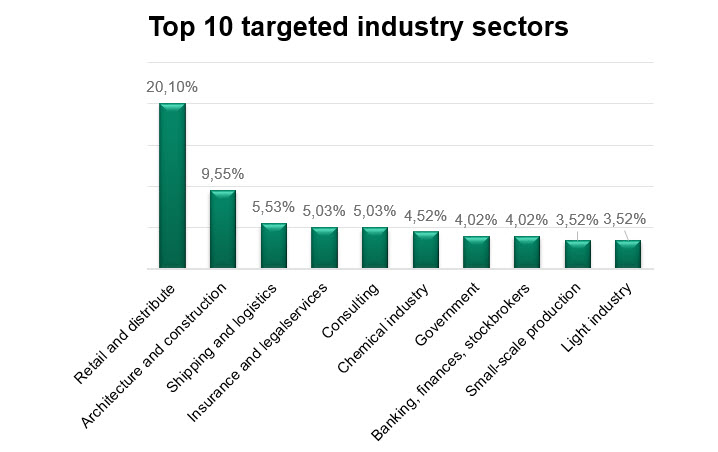 Top 10 targeted industry sectors
20,10%
9,55%
5,53%
5,03%
5,03%
4,52%
4,02%
4,02%
3,52%
3,52%
Retail and distribute
Architecture and construction
Shipping and logistics
Insurance and legalservices
Consulting
Chemical industry
Government
Banking, finances, stockbrokers
Small-scale production
Light industry